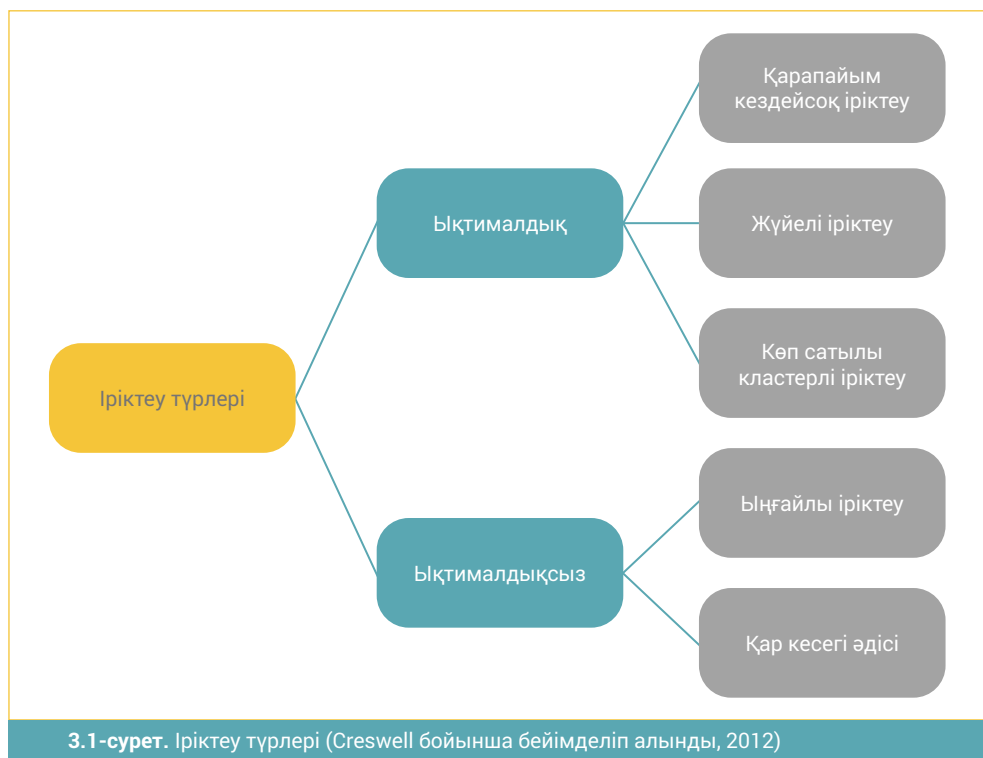 Іріктеу түрлері
Ықтималдық
Қарапайым
кездейсоқ іріктеу
Жүйелі іріктеу
Көп сатылы
кластерлі іріктеу
Ықтималдықсыз
Ыңғайлы іріктеу
Қар кесегі әдісі
3.1-сурет. Іріктеу түрлері (Creswell бойынша бейімделіп алынды, 2012)